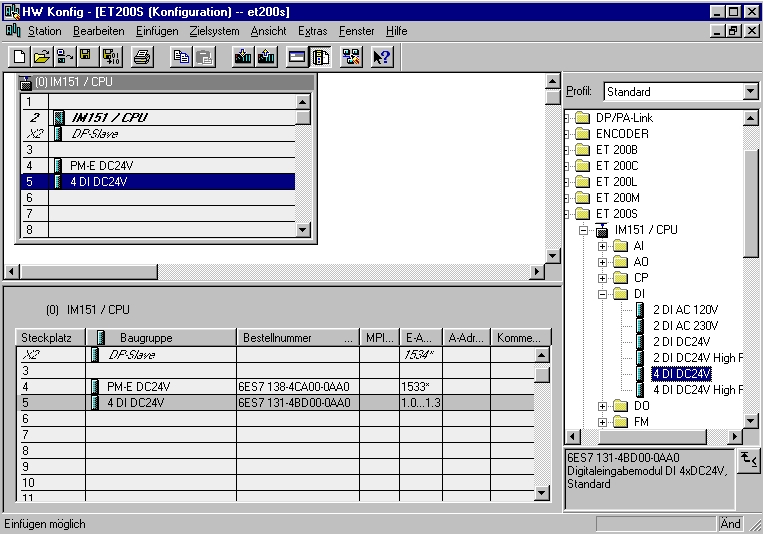 HW Konfig - [ET200S (Konfiguration) -- et200s]
Station Bearbeiten Einfügen Zielsystem Ansicht Extras Fenster Hilfe
(0) IM151 / CPU
1
2 IM151 / CPU
X2 DP-Slave
3
4 PM-E DC24V
5 4 DI DC24V
6
7
8
Profil: Standard
DP/PA-Link
ENCODER
ET 200B
ET 200C
ET 200L
ET 200M
ET 200S
IM151 / CPU
AI
AO
CP
DI
2 DI AC 120V
2 DI AC 230V
2 DI DC24V
2 DI DC24V High F
4 DI DC24V
4 DI DC24V High F
DO
FM
(0) IM151 / CPU
Steckplatz Baugruppe Bestellnummer ... MPI... E-A... A-Adr... Komme...
X2 DP-Slave 1534*
3
4 PM-E DC24V 6ES7 138-4CA00-0AA0 1533*
5 4 DI DC24V 6ES7 131-4BD00-0AA0 1.0...1.3
6
7
8
9
10
11
6ES7 131-4BD00-0AA0
Digitaleingabemodul DI 4xDC24V,
Standard
Einfügen möglich Änd